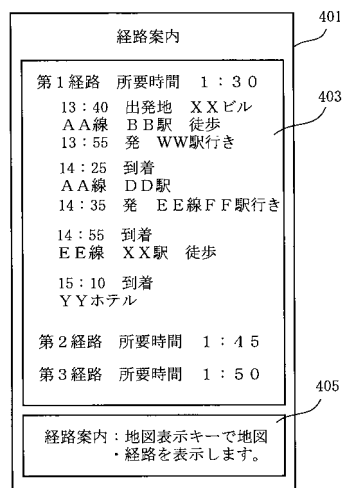 401
経路案内
403
第1経路 所要時間 1:30
13:40 出発地 XXビル
AA線 BB駅 徒歩
13:55 発 WW駅行き
14:25 到着
AA線 DD駅
14:35 発 EE線FF駅行き
14:55 到着
EE線 XX駅 徒歩
15:10 到着
YYホテル
第2経路 所要時間 1:45
第3経路 所要時間 1:50
405
経路案内:地図表示キーで地図
・経路を表示します。